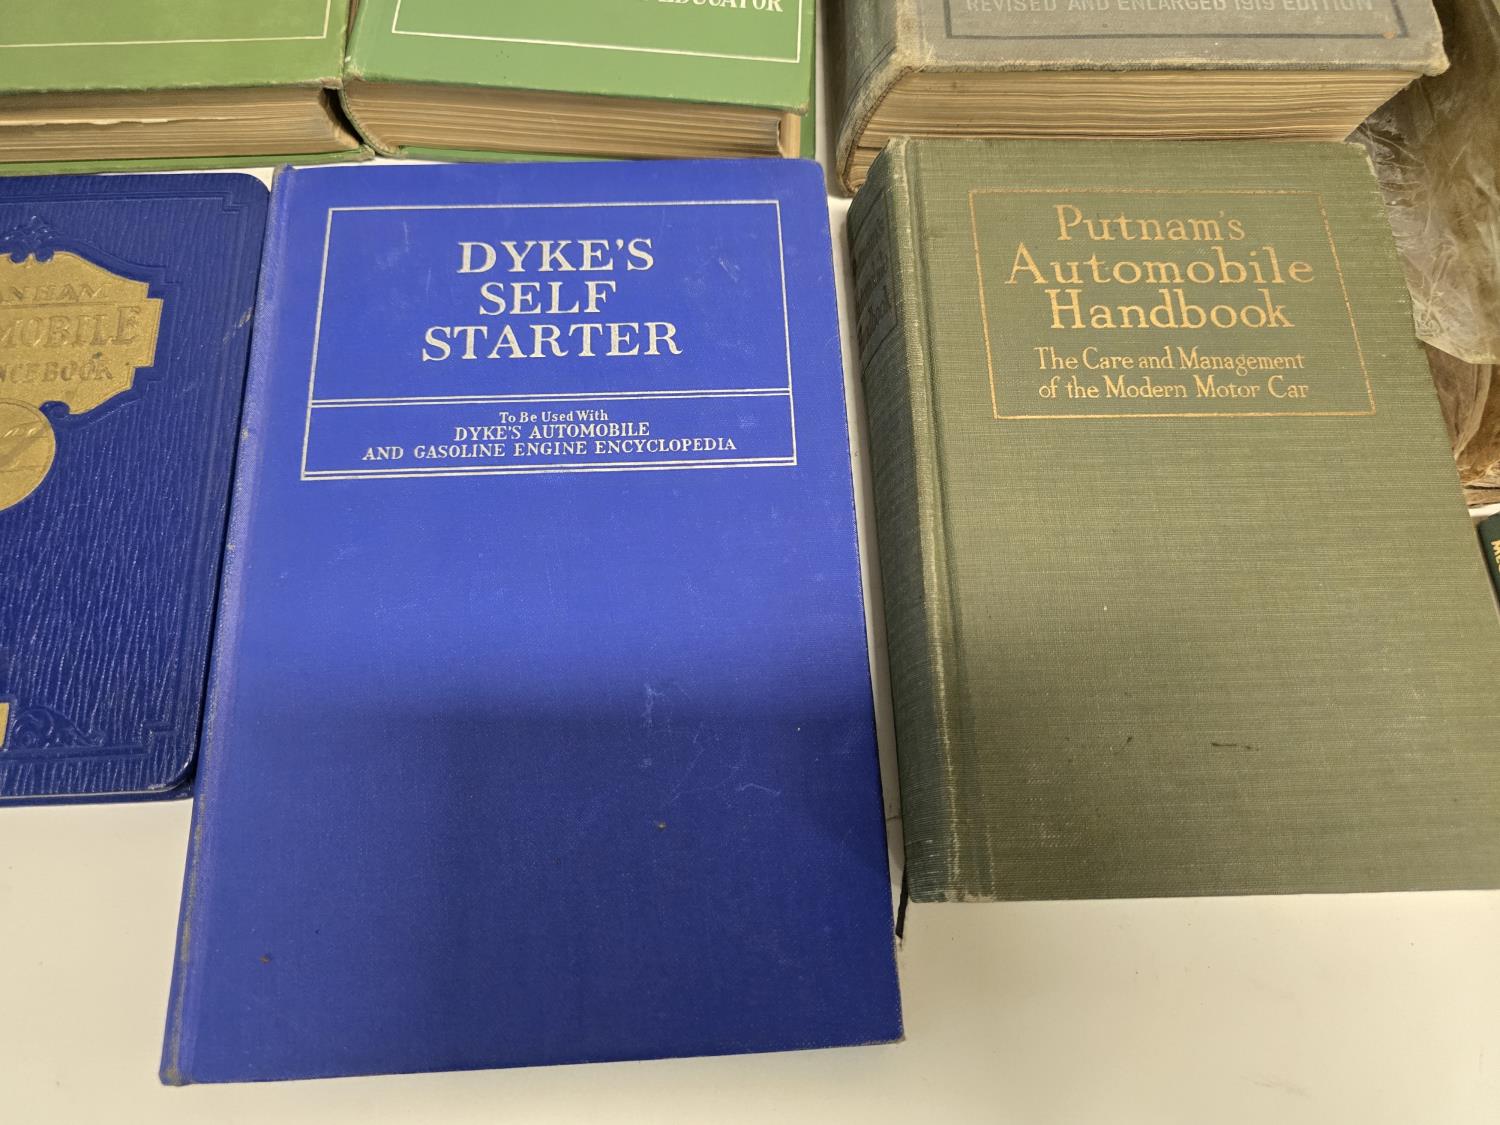 EDUCATOR
REVISED AND ENLARGED 1919 EDITION
DYKE'S
SELF
STARTER
To Be Used With
DYKE'S AUTOMOBILE
AND GASOLINE ENGINE ENCYCLOPEDIA
Putnam's
Automobile
Handbook
The Care and Management
of the Modern Motor Car